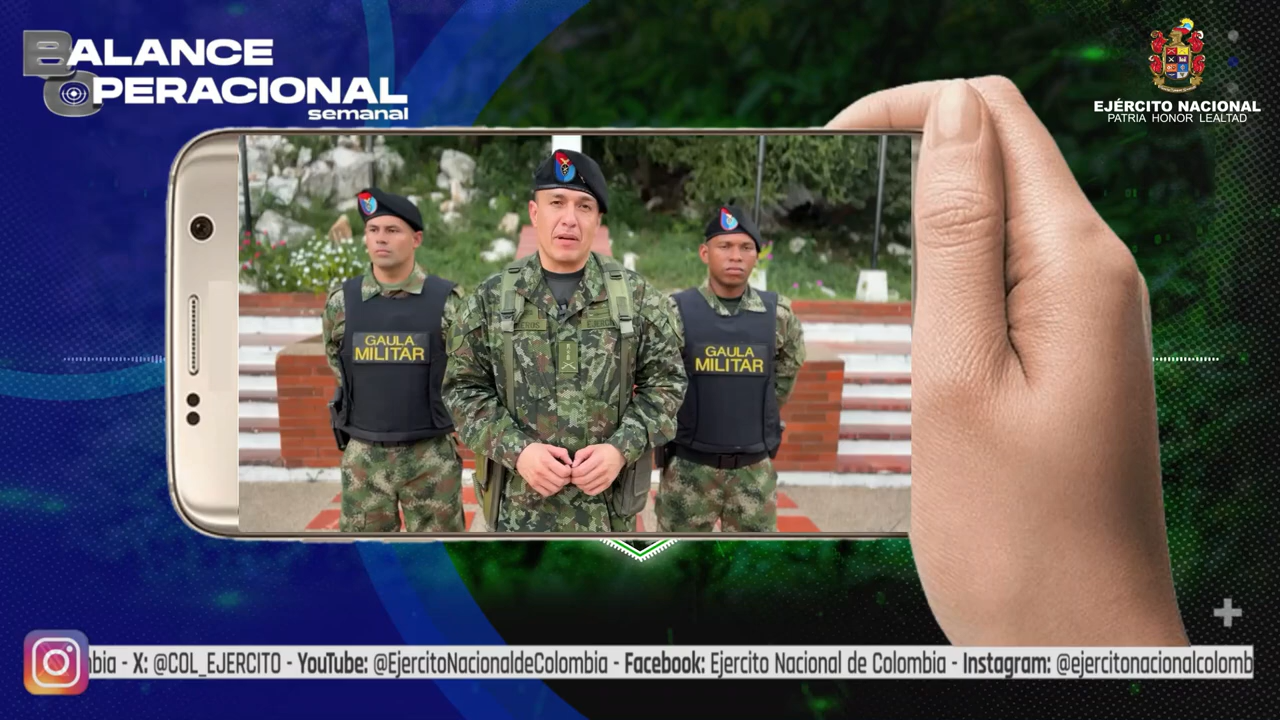 BALANCE
OPERACIONAL
semanal
EJÉRCITO NACIONAL
PATRIA HONOR LEALTAD
GAULA
MILITAR
GAULA
MILITAR
mbia - X: @COL_EJERCITO - YouTube: @EjercitoNacionaldeColombia - Facebook: Ejercito Nacional de Colombia - Instagram: @ejercitonacionalcolomb